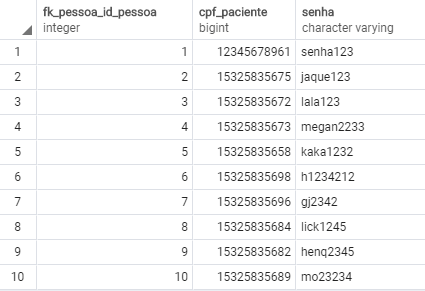 fk_pessoa_id_pessoa cpf_paciente senha
integer bigint character varying
1 1 12345678961 senha123
2 2 15325835675 jaque123
3 3 15325835672 lala123
4 4 15325835673 megan2233
5 5 15325835658 kaka1232
6 6 15325835698 h1234212
7 7 15325835696 gj2342
8 8 15325835684 lick1245
9 9 15325835682 henq2345
10 10 15325835689 mo23234